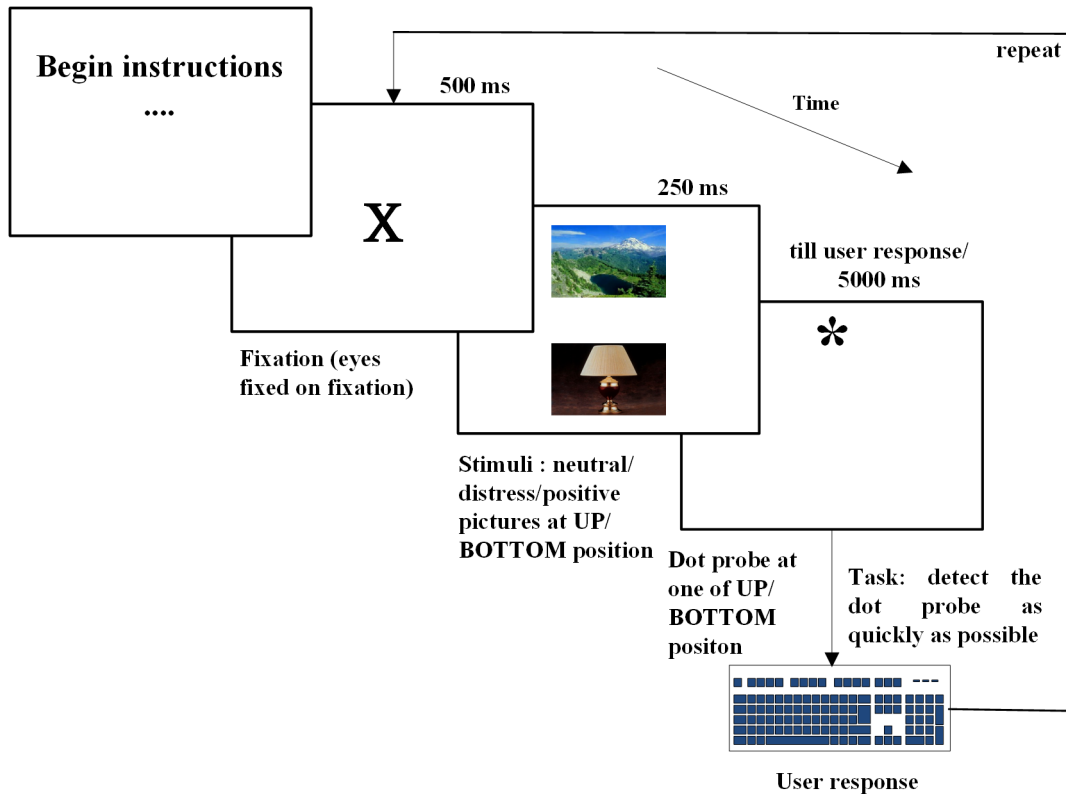 Begin instructions
....
repeat
500 ms
Time
X
250 ms
till user response/
5000 ms
*
Fixation (eyes
fixed on fixation)
Stimuli : neutral/
distress/positive
pictures at UP/
BOTTOM position
Dot probe at
one of UP/
BOTTOM
positon
Task: detect the
dot probe as
quickly as possible
User response